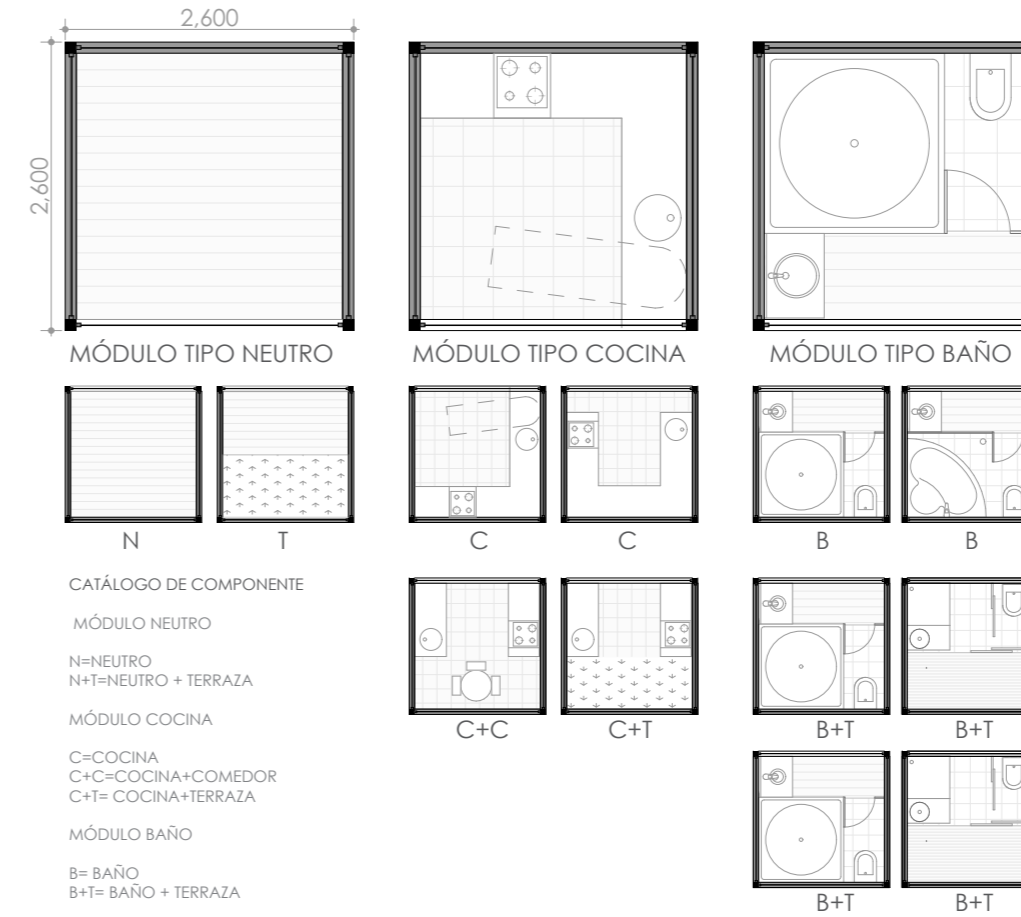 2,600
2,600
MÓDULO TIPO NEUTRO
MÓDULO TIPO COCINA
MÓDULO TIPO BAÑO
N
T
C
C
B
B
CATÁLOGO DE COMPONENTE
MÓDULO NEUTRO
N=NEUTRO
N+T=NEUTRO + TERRAZA
MÓDULO COCINA
C=COCINA
C+C=COCINA+COMEDOR
C+T= COCINA+TERRAZA
MÓDULO BAÑO
B= BAÑO
B+T= BAÑO + TERRAZA
C+C
C+T
B+T
B+T
B+T
B+T